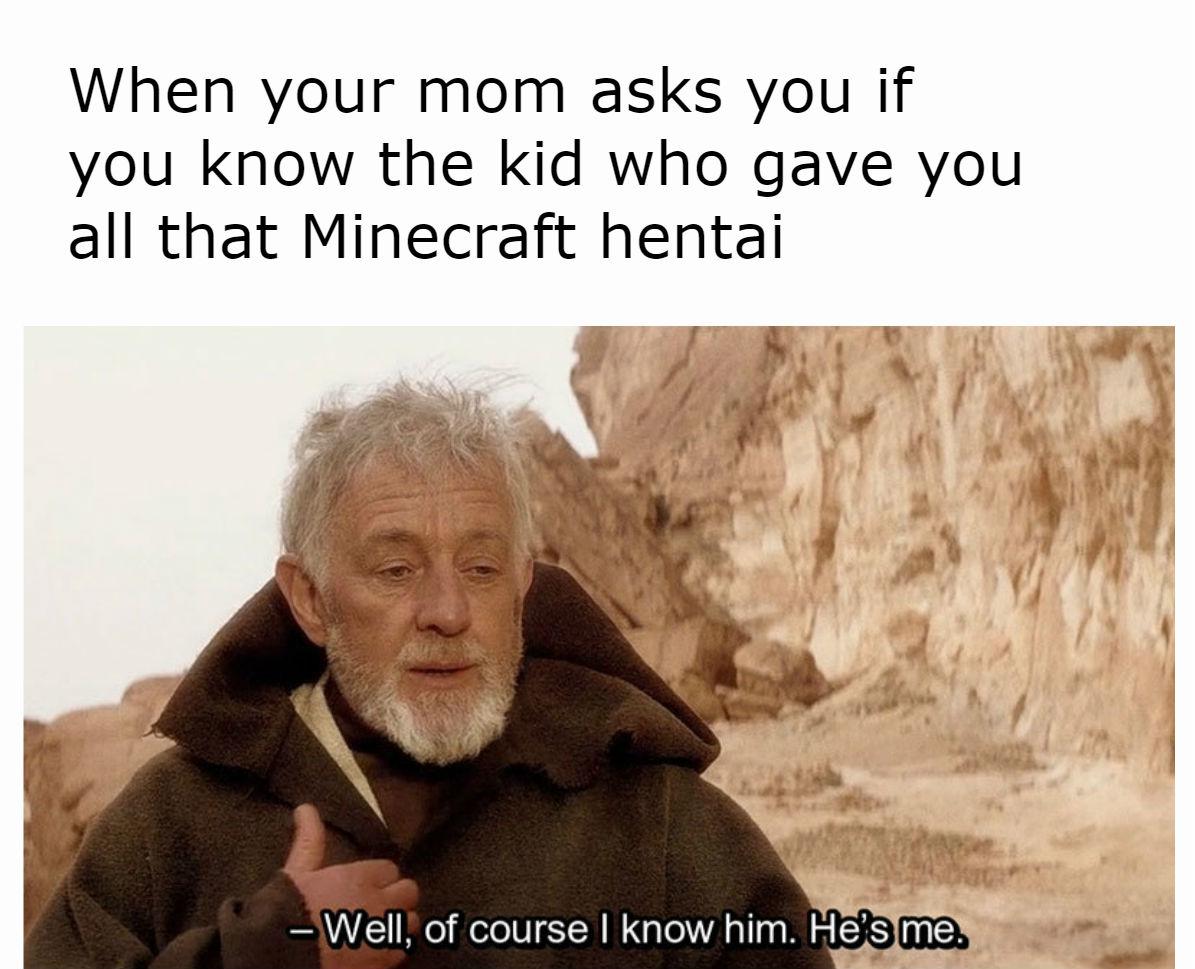 When your mom asks you if
you know the kid who gave you
all that Minecraft hentai
– Well, of course I know him. He's me.